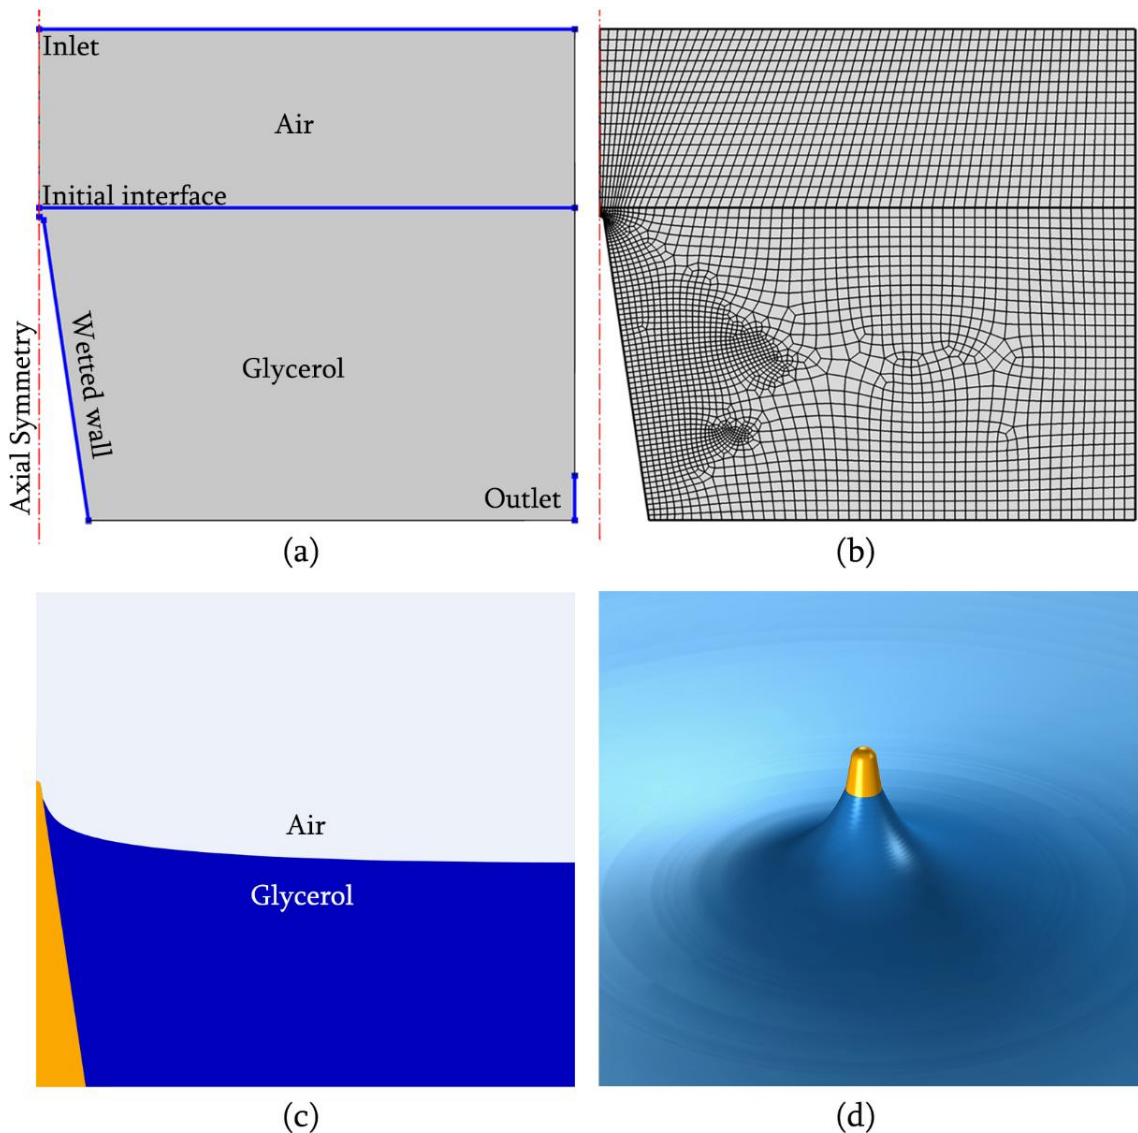 Inlet
Air
Initial interface
Axial Symmetry
Wetted wall
Glycerol
Outlet
(a)
(b)
Air
Glycerol
(c)
(d)